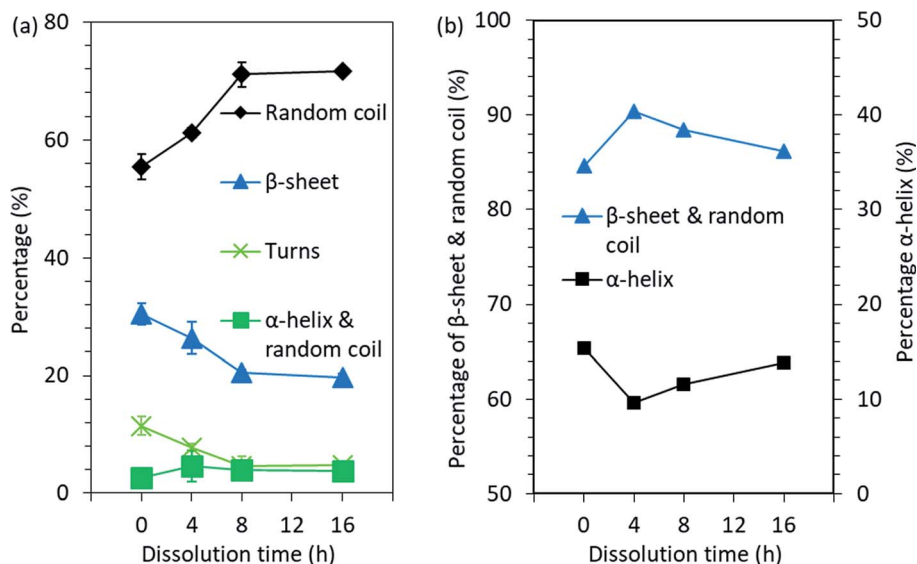 (a)
80
60
40
20
0
Percentage (%)
Random coil
β-sheet
Turns
α-helix &
random coil
0 4 8 12 16
Dissolution time (h)
(b)
100
90
80
70
60
50
Percentage of β-sheet & random coil (%)
β-sheet & random
coil
α-helix
50
40
30
20
10
0
Percentage α-helix (%)
0 4 8 12 16
Dissolution time (h)